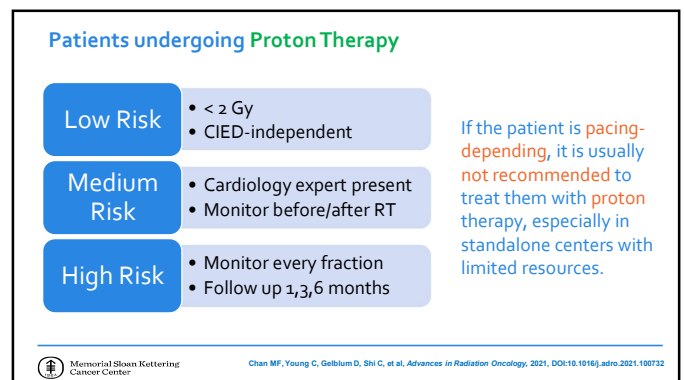 Patients undergoing Proton Therapy
Low Risk
• < 2 Gy
• CIED-independent
Medium
Risk
• Cardiology expert present
• Monitor before/after RT
High Risk
• Monitor every fraction
• Follow up 1,3,6 months
If the patient is pacing-
depending, it is usually
not recommended to
treat them with proton
therapy, especially in
standalone centers with
limited resources.
Memorial Sloan Kettering
Cancer Center
Chan MF, Young C, Gelblum D, Shi C, et al, Advances in Radiation Oncology, 2021, DOI:10.1016/j.adro.2021.100732